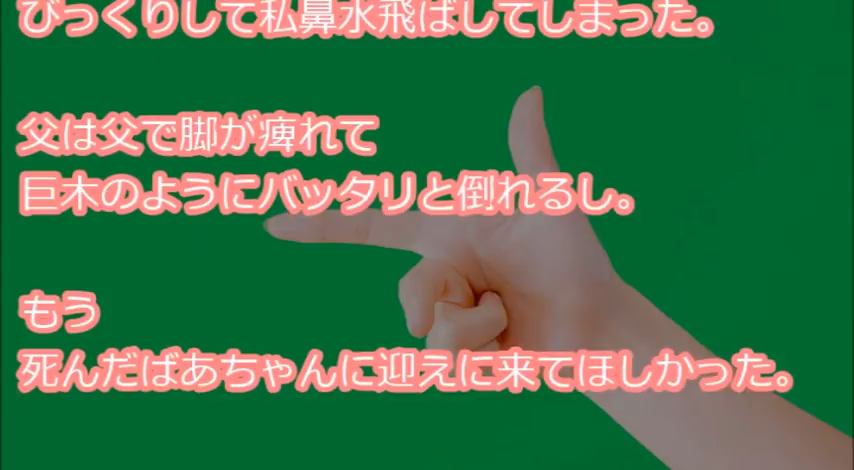 びっくりして私鼻水飛ばしてしまった。
父は父で脚が痺れて
巨木のようにバッタリと倒れるし。
もう
死んだばあちゃんに迎えに来てほしかった。